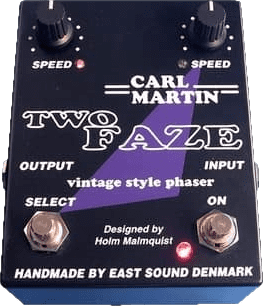 SPEED SPEED
CARL
MARTIN
TWO
FAZE
OUTPUT INPUT
vintage style phaser
SELECT ON
Designed by
Holm Malmquist
HANDMADE BY EAST SOUND DENMARK